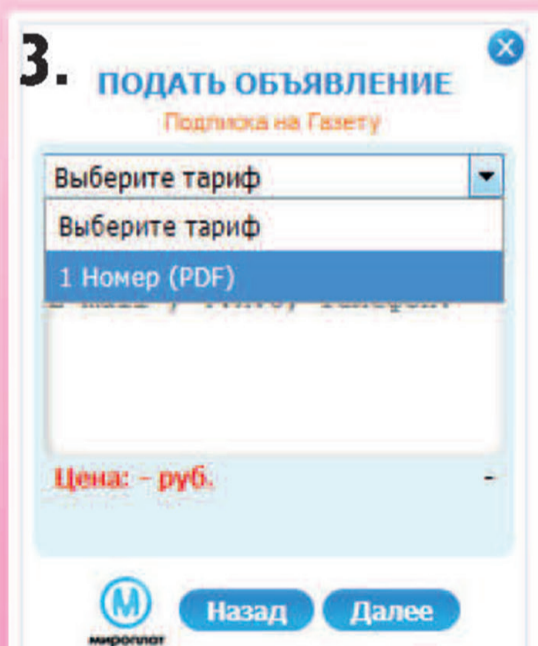 3.
ПОДАТЬ ОБЪЯВЛЕНИЕ
Подписка на Газету
Выберите тариф
Выберите тариф
1 Номер (PDF)
Цена: - руб. -
Назад Далее
мироплат